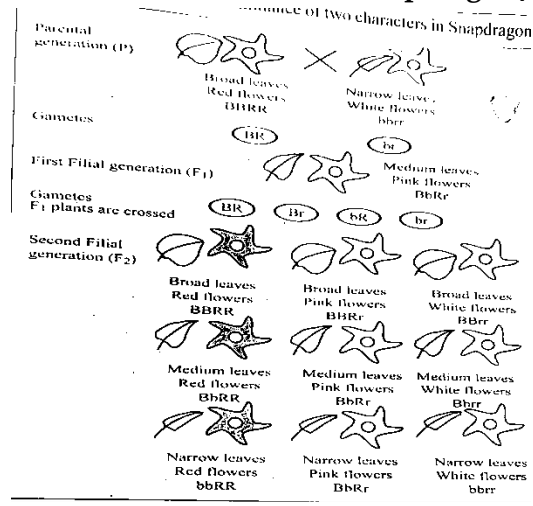 ance of two characters in Snapdragon
Parental
generation (P)
Broad leaves
Red flowers
BBRR
Narrow leaves
White flowers
bbrr
Gametes
BR
br
First Filial generation (F1)
Medium leaves
Pink flowers
BbRr
Gametes
F1 plants are crossed
BR
Br
bR
br
Second Filial
generation (F2)
Broad leaves
Red flowers
BBRR
Broad leaves
Pink flowers
BBRr
Broad leaves
White flowers
BBrr
Medium leaves
Red flowers
BbRR
Medium leaves
Pink flowers
BbRr
Medium leaves
White flowers
Bbrr
Narrow leaves
Red flowers
bbRR
Narrow leaves
Pink flowers
BbRr
Narrow leaves
White flowers
bbrr